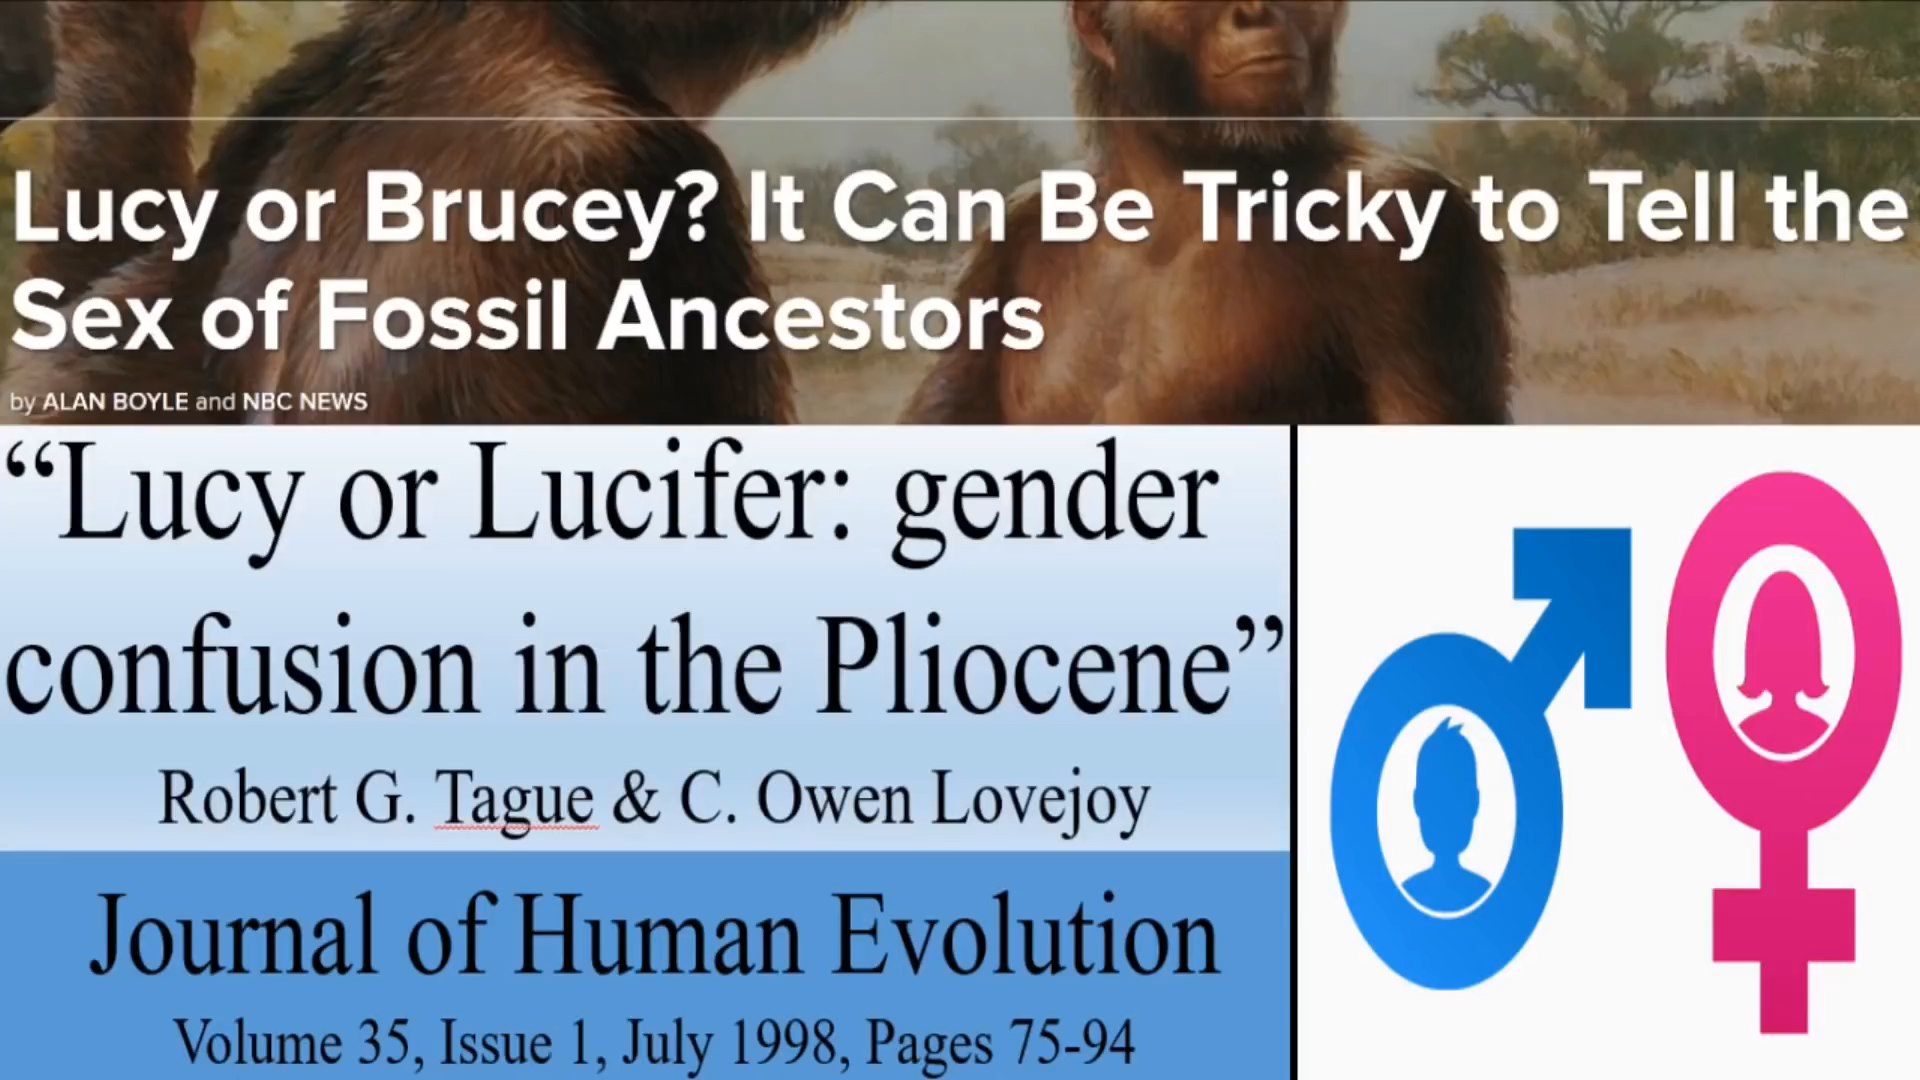 Lucy or Brucey? It Can Be Tricky to Tell the
Sex of Fossil Ancestors
by ALAN BOYLE and NBC NEWS
“Lucy or Lucifer: gender
confusion in the Pliocene”
Robert G. Tague & C. Owen Lovejoy
Journal of Human Evolution
Volume 35, Issue 1, July 1998, Pages 75-94